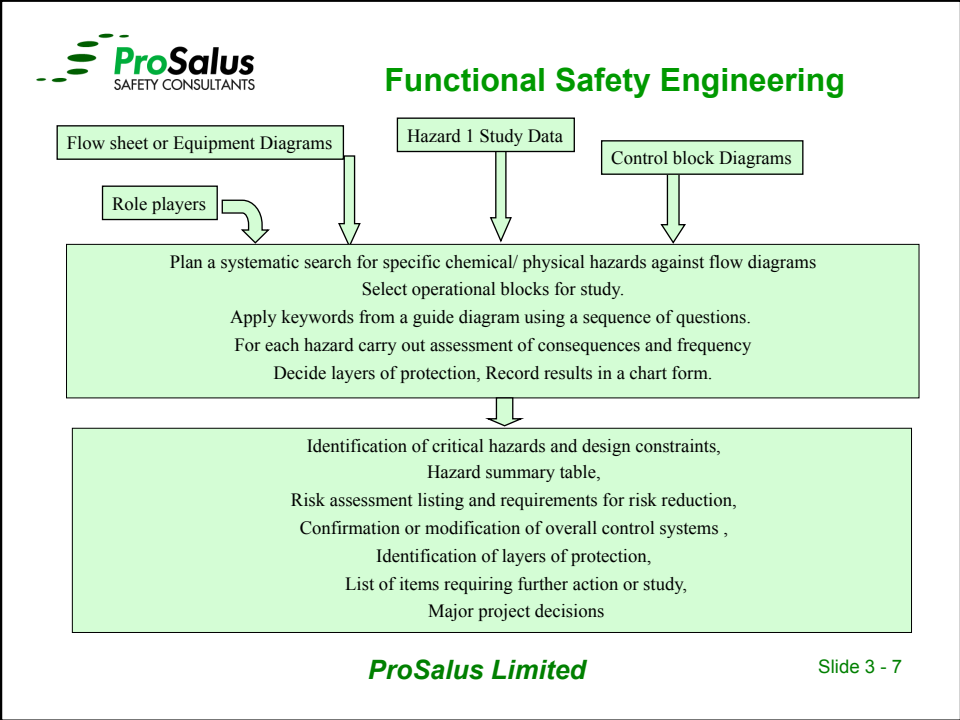 ProSalus
SAFETY CONSULTANTS
Functional Safety Engineering
Flow sheet or Equipment Diagrams
Hazard 1 Study Data
Control block Diagrams
Role players
Plan a systematic search for specific chemical/ physical hazards against flow diagrams
Select operational blocks for study.
Apply keywords from a guide diagram using a sequence of questions.
For each hazard carry out assessment of consequences and frequency
Decide layers of protection, Record results in a chart form.
Identification of critical hazards and design constraints,
Hazard summary table,
Risk assessment listing and requirements for risk reduction,
Confirmation or modification of overall control systems ,
Identification of layers of protection,
List of items requiring further action or study,
Major project decisions
ProSalus Limited
Slide 3 - 7